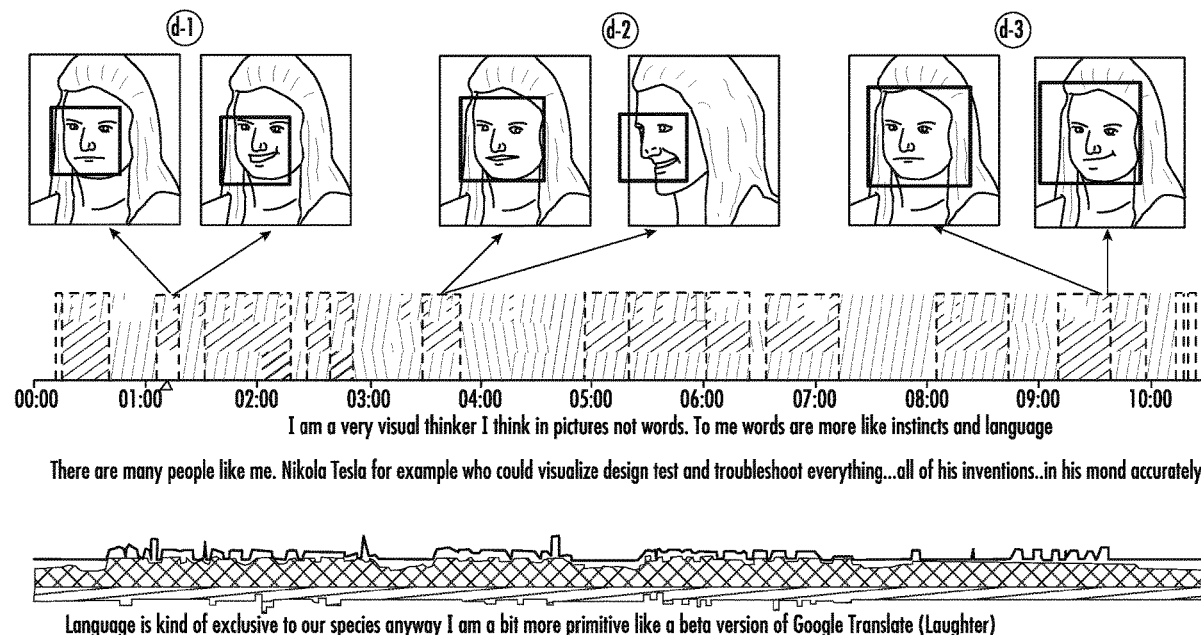 d-1 d-2 d-3
00:00 01:00 02:00 03:00 04:00 05:00 06:00 07:00 08:00 09:00 10:00
I am a very visual thinker I think in pictures not words. To me words are more like instincts and language
There are many people like me. Nikola Tesla for example who could visualize design test and troubleshoot everything...all of his inventions..in his mond accurately
Language is kind of exclusive to our species anyway I am a bit more primitive like a beta version of Google Translate (Laughter)